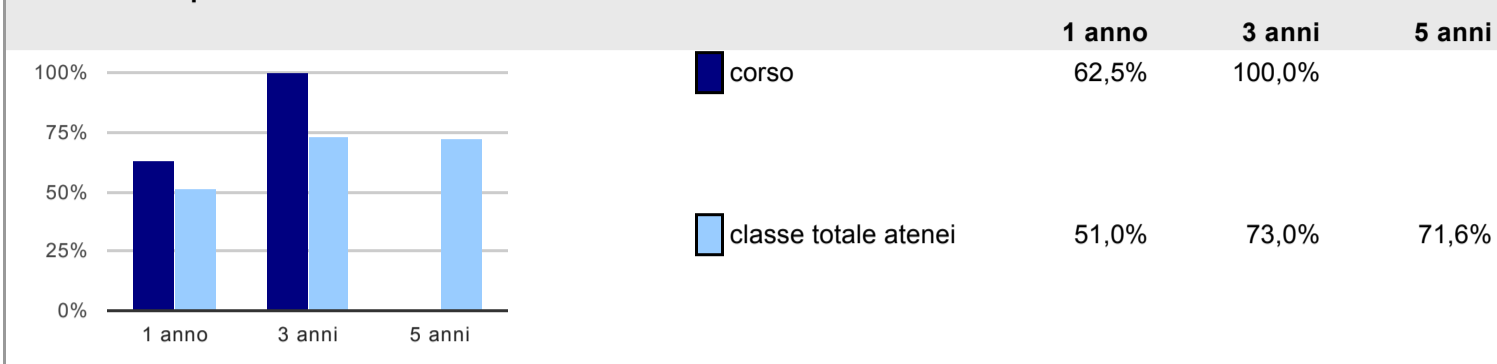 1 anno 3 anni 5 anni
100%
75%
50%
25%
0%
1 anno 3 anni 5 anni
corso 62,5% 100,0%
classe totale atenei 51,0% 73,0% 71,6%